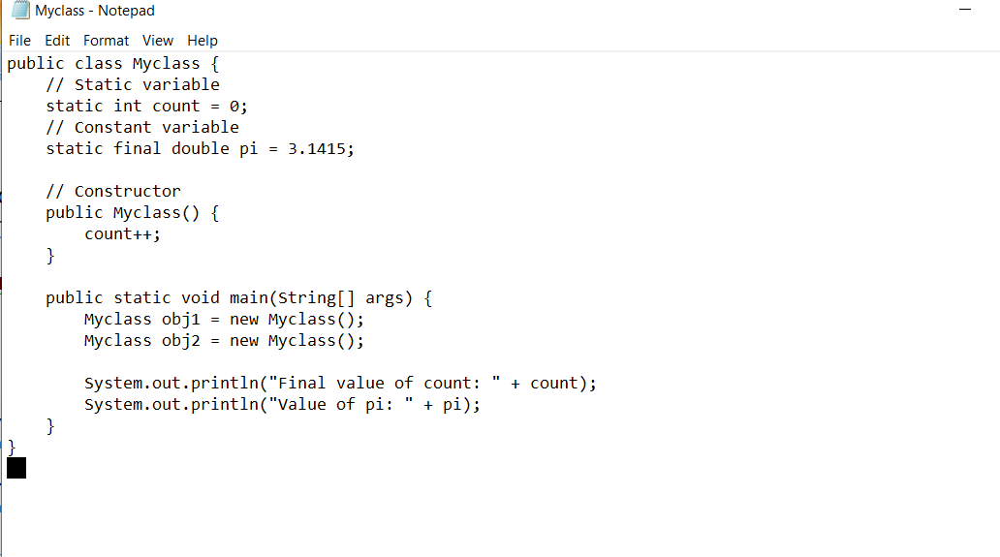 Myclass - Notepad
File Edit Format View Help
public class Myclass {
    // Static variable
    static int count = 0;
    // Constant variable
    static final double pi = 3.1415;

    // Constructor
    public Myclass() {
        count++;
    }

    public static void main(String[] args) {
        Myclass obj1 = new Myclass();
        Myclass obj2 = new Myclass();

        System.out.println("Final value of count: " + count);
        System.out.println("Value of pi: " + pi);
    }
}